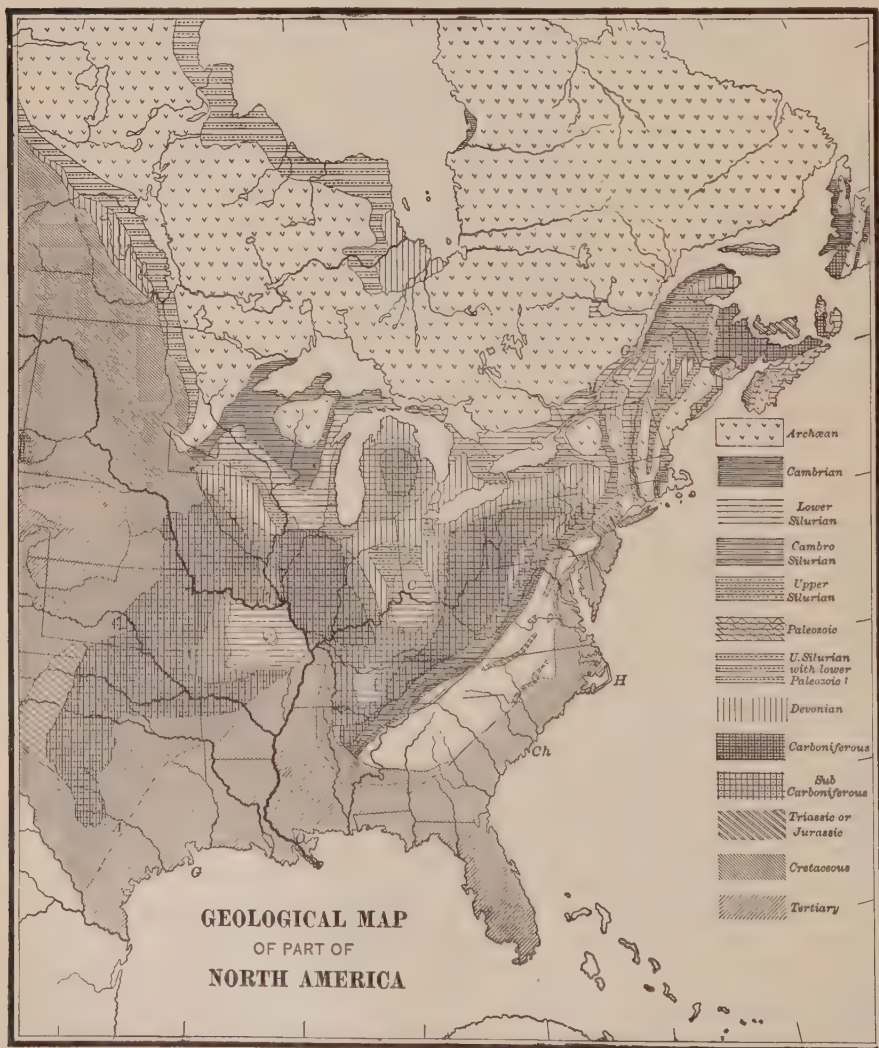 Archæan
Cambrian
Lower
Silurian
Cambro
Silurian
Upper
Silurian
Paleozoic
U. Silurian
with lower
Paleozoic !
Devonian
Carboniferous
Sub
Carboniferous
Triassic or
Jurassic
Cretaceous
Tertiary
C
H
Ch
G
GEOLOGICAL MAP
OF PART OF
NORTH AMERICA